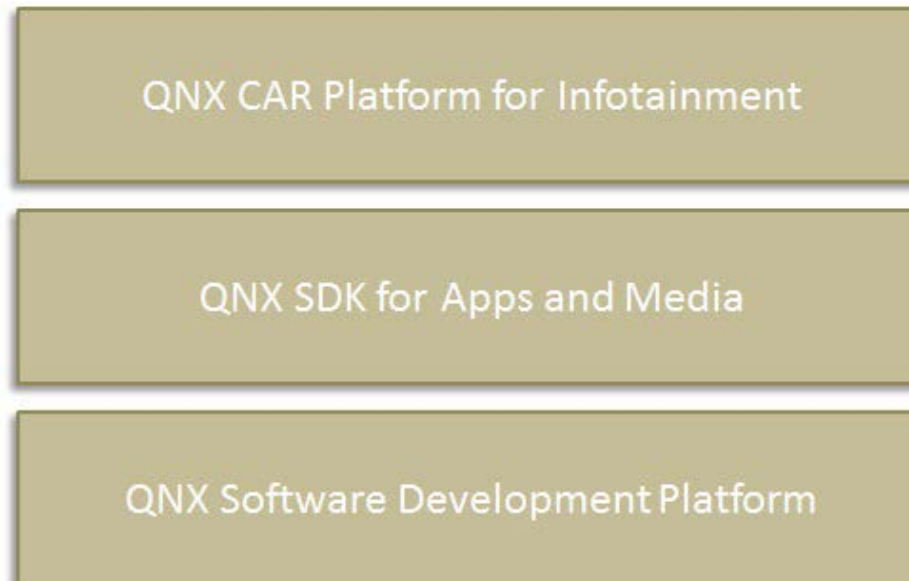 QNX CAR Platform for Infotainment
QNX SDK for Apps and Media
QNX Software Development Platform